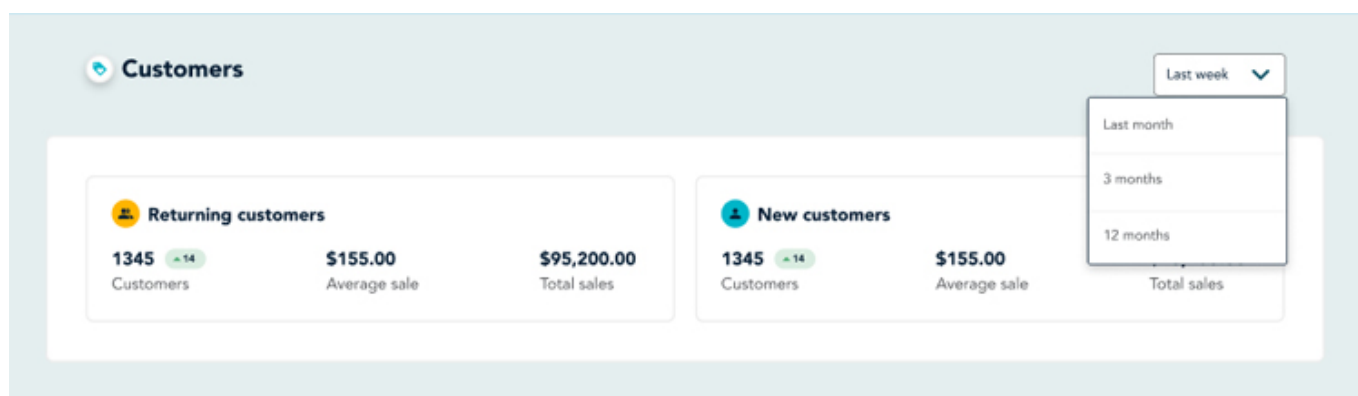 Customers
Last week
Last month
3 months
12 months
Returning customers
1345 14
$155.00
$95,200.00
Customers
Average sale
Total sales
New customers
1345 14
$155.00
Customers
Average sale
Total sales